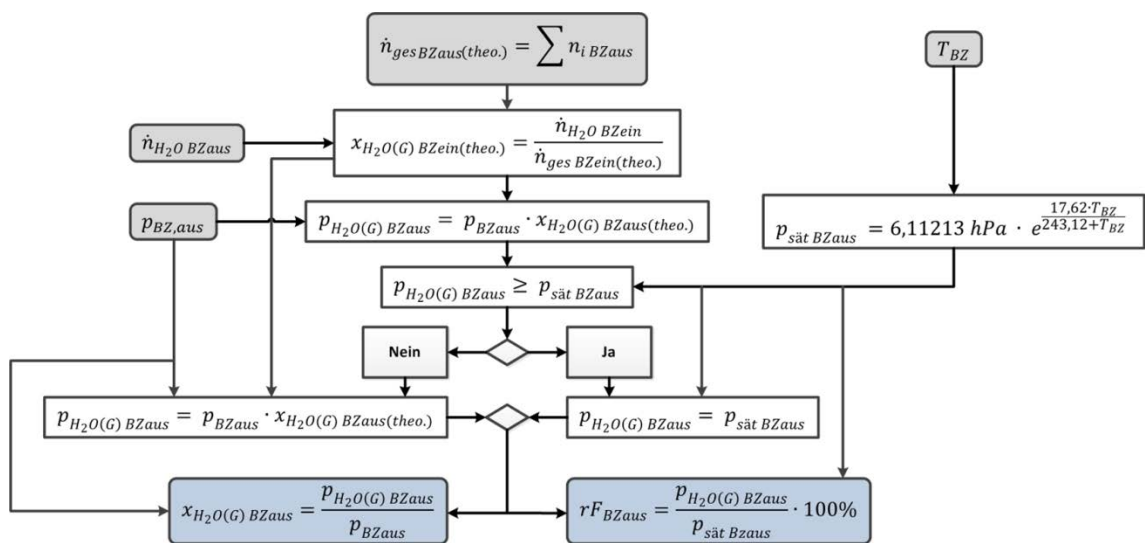 ṅ_ges BZaus(theo.) = ∑ n_i BZaus
T_BZ
ṅ_H₂O BZaus
x_H₂O(G) BZein(theo.) = ṅ_H₂O BZein / ṅ_ges BZein(theo.)
p_BZ,aus
p_H₂O(G) BZaus = p_BZaus · x_H₂O(G) BZaus(theo.)
p_sät BZaus = 6,11213 hPa · e^(17,62·T_BZ / 243,12+T_BZ)
p_H₂O(G) BZaus ≥ p_sät BZaus
Nein
Ja
p_H₂O(G) BZaus = p_BZaus · x_H₂O(G) BZaus(theo.)
p_H₂O(G) BZaus = p_sät BZaus
x_H₂O(G) BZaus = p_H₂O(G) BZaus / p_BZaus
rF_BZaus = p_H₂O(G) BZaus / p_sät Bzaus · 100%